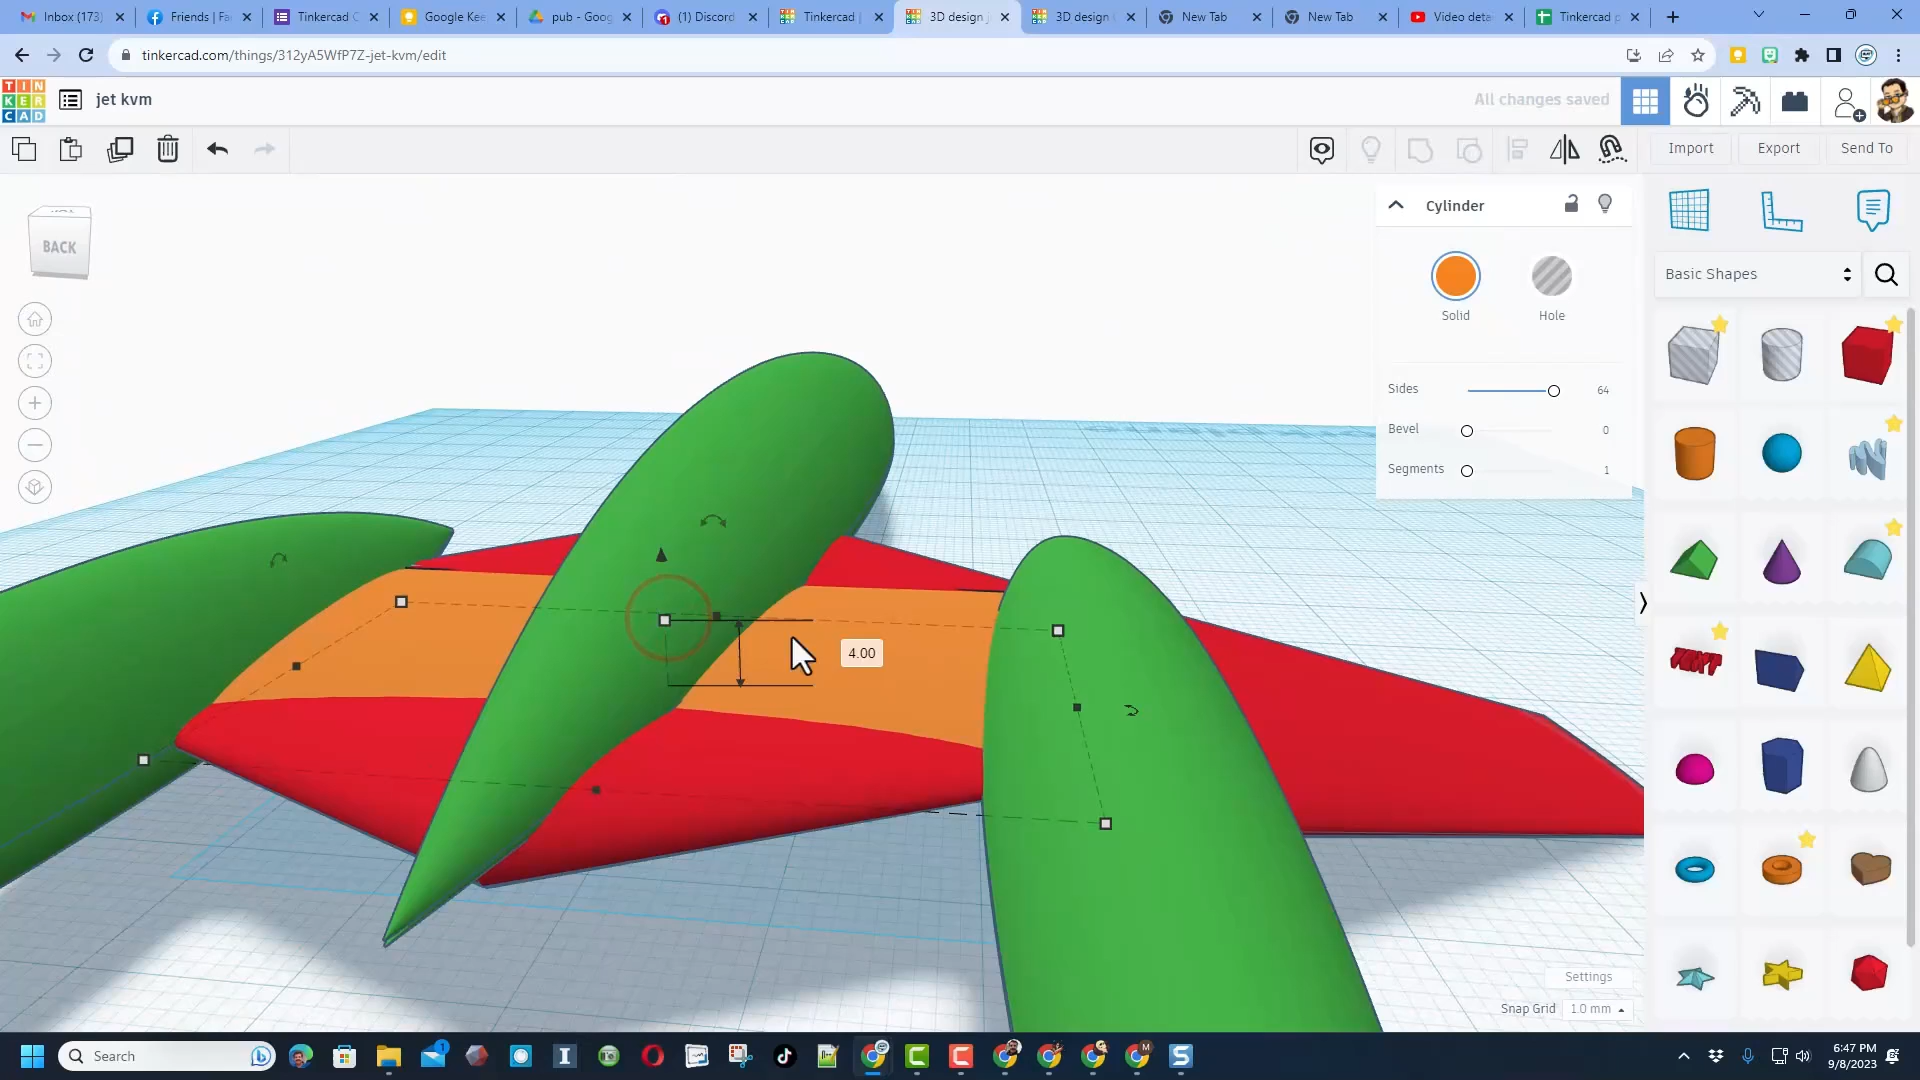 Inbox (173)
Friends | Fa
Tinkercad C
Google Kee
pub - Goog
(1) Discord
Tinkercad |
3D design j
3D design
New Tab
New Tab
Video deta
Tinkercad p
tinkercad.com/things/312yA5WfP7Z-jet-kvm/edit
TIN
KER
CAD
jet kvm
All changes saved
Import
Export
Send To
BACK
Cylinder
Solid
Hole
Sides
64
Bevel
0
Segments
1
Basic Shapes
4.00
Settings
Snap Grid
1.0 mm
Search
6:47 PM
9/8/2023